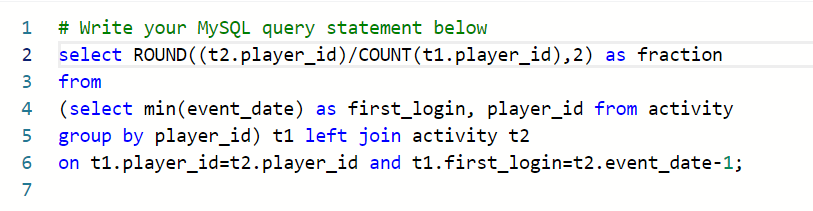 1 # Write your MySQL query statement below
2 select ROUND((t2.player_id)/COUNT(t1.player_id),2) as fraction
3 from
4 (select min(event_date) as first_login, player_id from activity
5 group by player_id) t1 left join activity t2
6 on t1.player_id=t2.player_id and t1.first_login=t2.event_date-1;
7